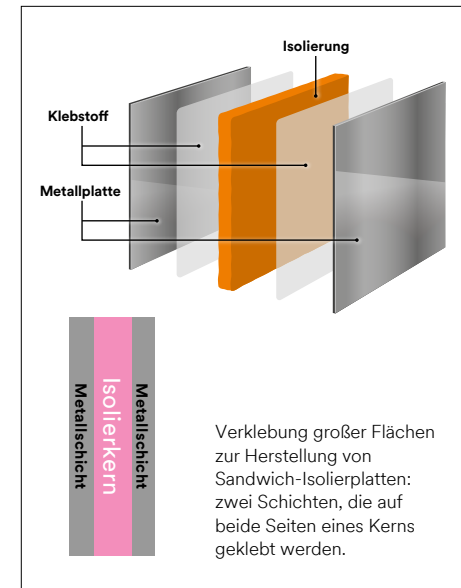 Isolierung
Klebstoff
Metallplatte
Metallschicht
Isolierkern
Metallschicht
Verklebung großer Flächen
zur Herstellung von
Sandwich-Isolierplatten:
zwei Schichten, die auf
beide Seiten eines Kerns
geklebt werden.